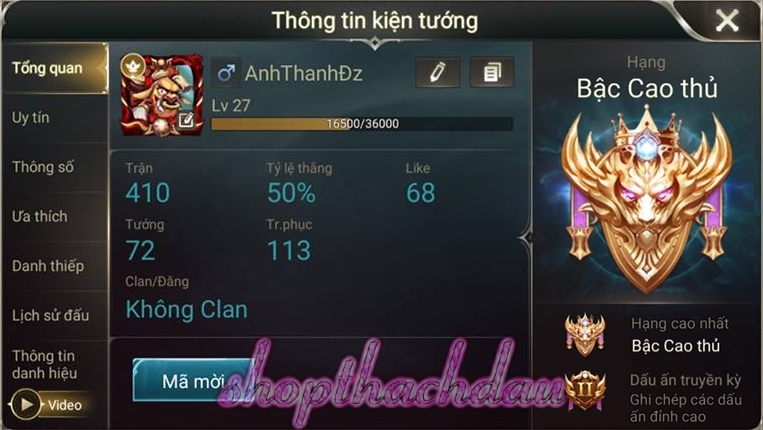 Thông tin kiện tướng
Tổng quan
Uy tín
Thông số
Ưa thích
Danh thiếp
Lịch sử đấu
Thông tin
danh hiệu
Video
AnhThanhĐz
Lv 27
16500/36000
Trận
Tỷ lệ thắng
Like
410
50%
68
Tướng
Tr.phục
72
113
Clan/Đăng
Không Clan
Mã mời
shopthachdau
Hạng
Bậc Cao thủ
Hạng cao nhất
Bậc Cao thủ
II
Dấu ấn truyền kỳ
Ghi chép các dấu
ấn đỉnh cao